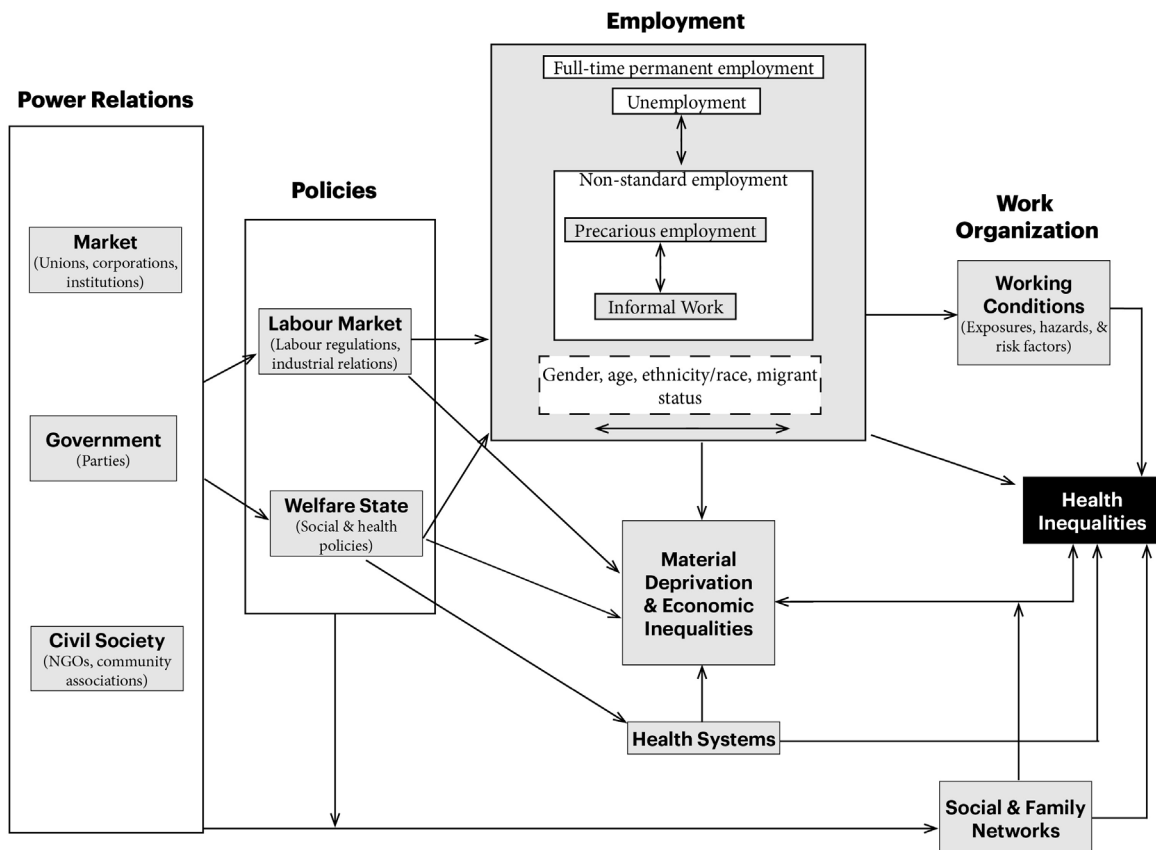 Power Relations
Market
(Unions, corporations,
institutions)
Government
(Parties)
Civil Society
(NGOs, community
associations)
Policies
Labour Market
(Labour regulations,
industrial relations)
Welfare State
(Social & health
policies)
Employment
Full-time permanent employment
Unemployment
Non-standard employment
Precarious employment
Informal Work
Gender, age, ethnicity/race, migrant
status
Material
Deprivation
& Economic
Inequalities
Health Systems
Work
Organization
Working
Conditions
(Exposures, hazards, &
risk factors)
Health
Inequalities
Social & Family
Networks